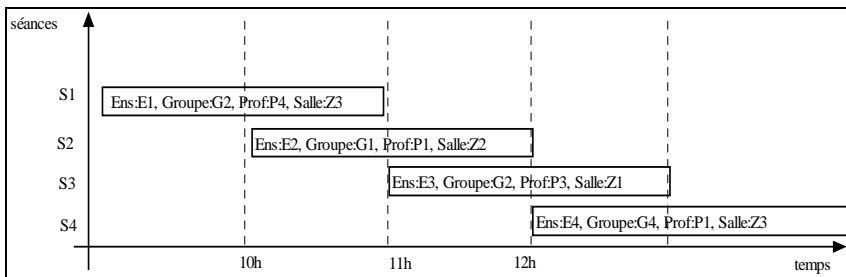 séances
S1
Ens:E1, Groupe:G2, Prof:P4, Salle:Z3
S2
Ens:E2, Groupe:G1, Prof:P1, Salle:Z2
S3
Ens:E3, Groupe:G2, Prof:P3, Salle:Z1
S4
Ens:E4, Groupe:G4, Prof:P1, Salle:Z3
10h 11h 12h temps